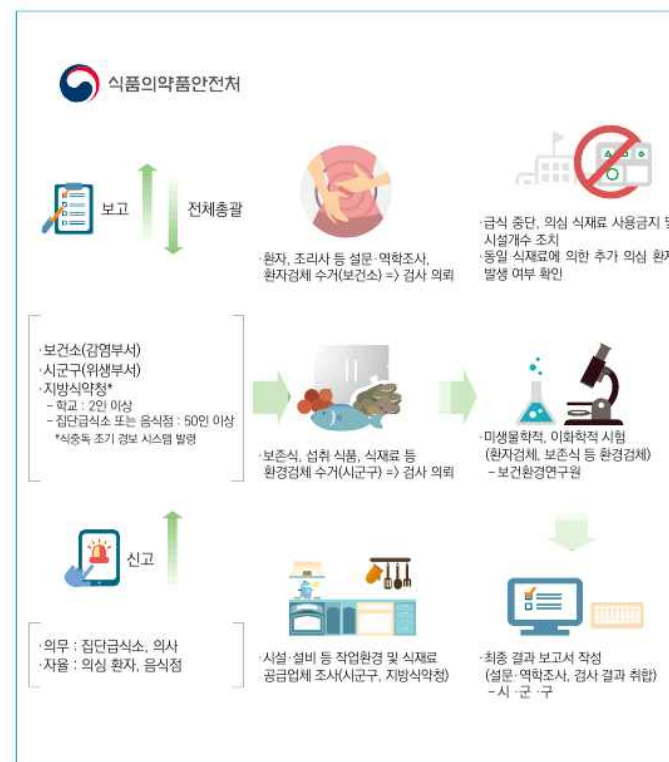 식품의약품안전처
보고
전체총괄
·환자, 조리사 등 설문·역학조사,
환자검체 수거(보건소) => 검사 의뢰
·급식 중단, 의심 식재료 사용금지 및
시설개수 조치
·동일 식재료에 의한 추가 의심 환자
발생 여부 확인
·보건소(감염부서)
·시군구(위생부서)
·지방식약청*
- 학교 : 2인 이상
- 집단급식소 또는 음식점 : 50인 이상
*식중독 조기 경보 시스템 발령
·보존식, 섭취 식품, 식재료 등
환경검체 수거(시군구) => 검사 의뢰
·미생물학적, 이화학적 시험
(환자검체, 보존식 등 환경검체)
- 보건환경연구원
신고
·의무 : 집단급식소, 의사
·자율 : 의심 환자, 음식점
·시설·설비 등 작업환경 및 식재료
공급업체 조사(시군구, 지방식약청)
·최종 결과 보고서 작성
(설문·역학조사, 검사 결과 취합)
- 시·군·구